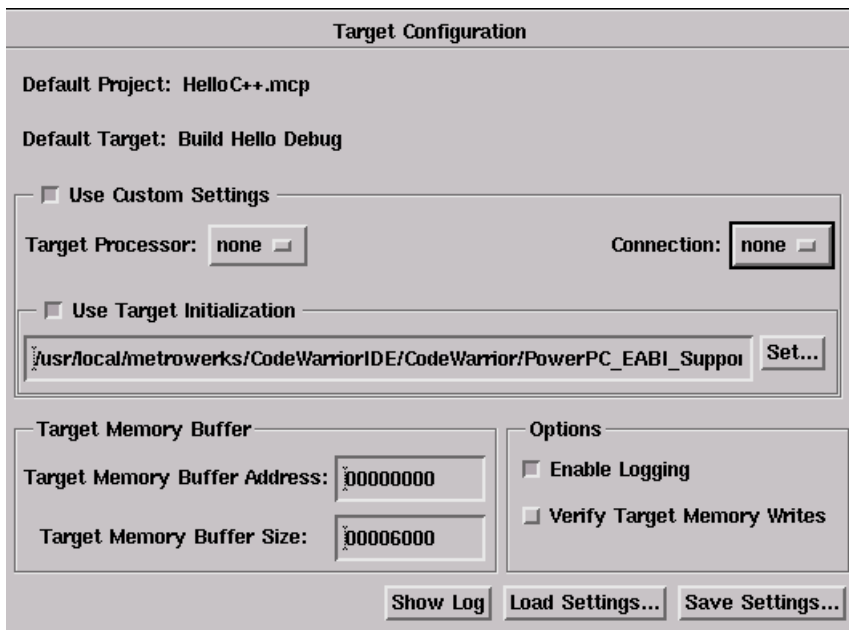 Target Configuration
Default Project: HelloC++.mcp
Default Target: Build Hello Debug
Use Custom Settings
Target Processor: none Connection: none
Use Target Initialization
/usr/local/metrowerks/CodeWarriorIDE/CodeWarrior/PowerPC_EABI_Suppor Set...
Target Memory Buffer
Target Memory Buffer Address: 00000000
Target Memory Buffer Size: 00006000
Options
Enable Logging
Verify Target Memory Writes
Show Log Load Settings... Save Settings...